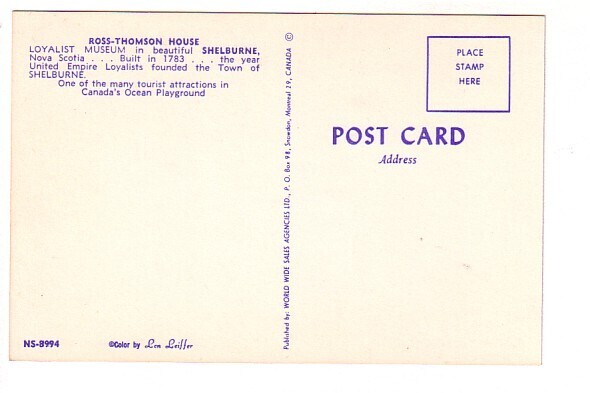 ROSS-THOMSON HOUSE
LOYALIST MUSEUM in beautiful SHELBURNE,
Nova Scotia . . . Built in 1783 . . . the year
United Empire Loyalists founded the Town of
SHELBURNE.
One of the many tourist attractions in
Canada's Ocean Playground
NS-8994
©Color by Len Leiffer
Published by: WORLD WIDE SALES AGENCIES LTD., P. O. Box 98, Snowdon, Montreal 29, CANADA ©
PLACE
STAMP
HERE
POST CARD
Address